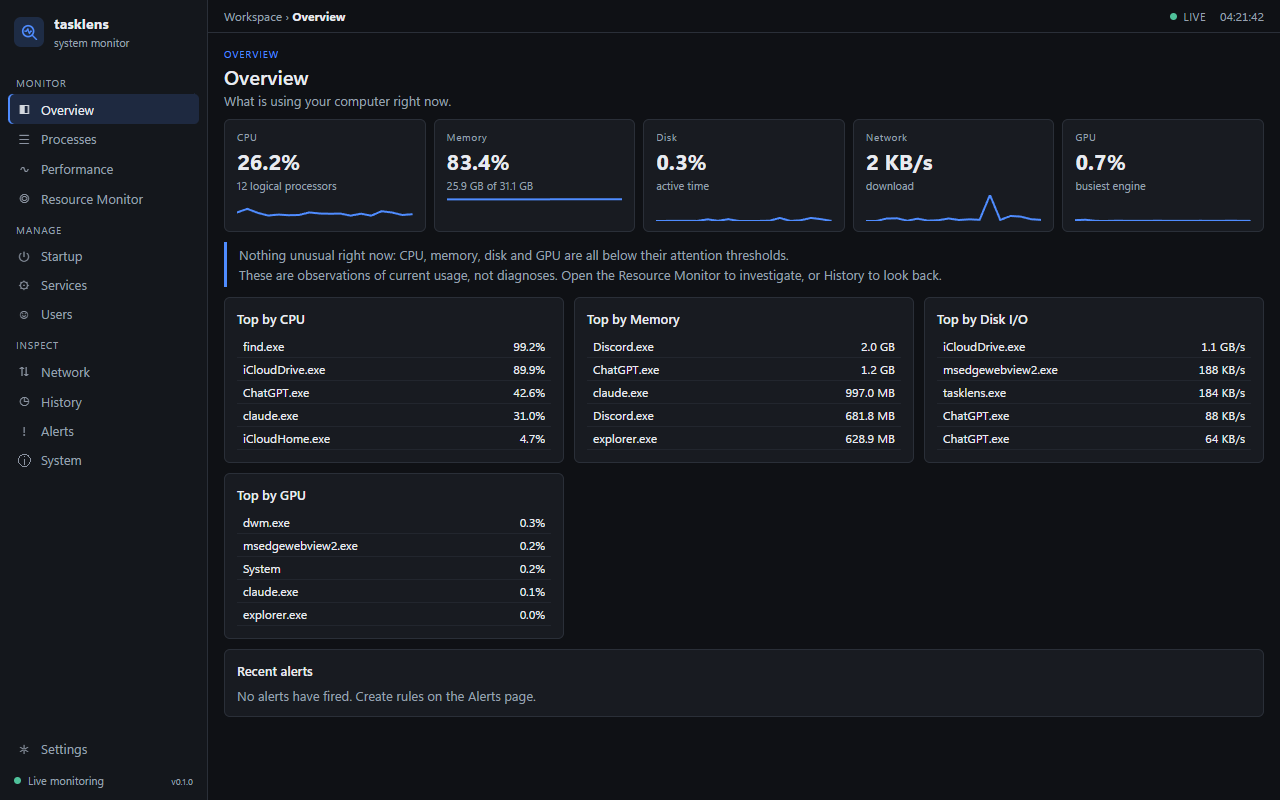 tasklens
system monitor
MONITOR
Overview
Processes
Performance
Resource Monitor
MANAGE
Startup
Services
Users
INSPECT
Network
History
Alerts
System
Settings
Live monitoring v0.1.0
Workspace › Overview
LIVE 04:21:42
OVERVIEW
Overview
What is using your computer right now.
CPU
26.2%
12 logical processors
Memory
83.4%
25.9 GB of 31.1 GB
Disk
0.3%
active time
Network
2 KB/s
download
GPU
0.7%
busiest engine
Nothing unusual right now: CPU, memory, disk and GPU are all below their attention thresholds.
These are observations of current usage, not diagnoses. Open the Resource Monitor to investigate, or History to look back.
Top by CPU
find.exe 99.2%
iCloudDrive.exe 89.9%
ChatGPT.exe 42.6%
claude.exe 31.0%
iCloudHome.exe 4.7%
Top by Memory
Discord.exe 2.0 GB
ChatGPT.exe 1.2 GB
claude.exe 997.0 MB
Discord.exe 681.8 MB
explorer.exe 628.9 MB
Top by Disk I/O
iCloudDrive.exe 1.1 GB/s
msedgewebview2.exe 188 KB/s
tasklens.exe 184 KB/s
ChatGPT.exe 88 KB/s
ChatGPT.exe 64 KB/s
Top by GPU
dwm.exe 0.3%
msedgewebview2.exe 0.2%
System 0.2%
claude.exe 0.1%
explorer.exe 0.0%
Recent alerts
No alerts have fired. Create rules on the Alerts page.